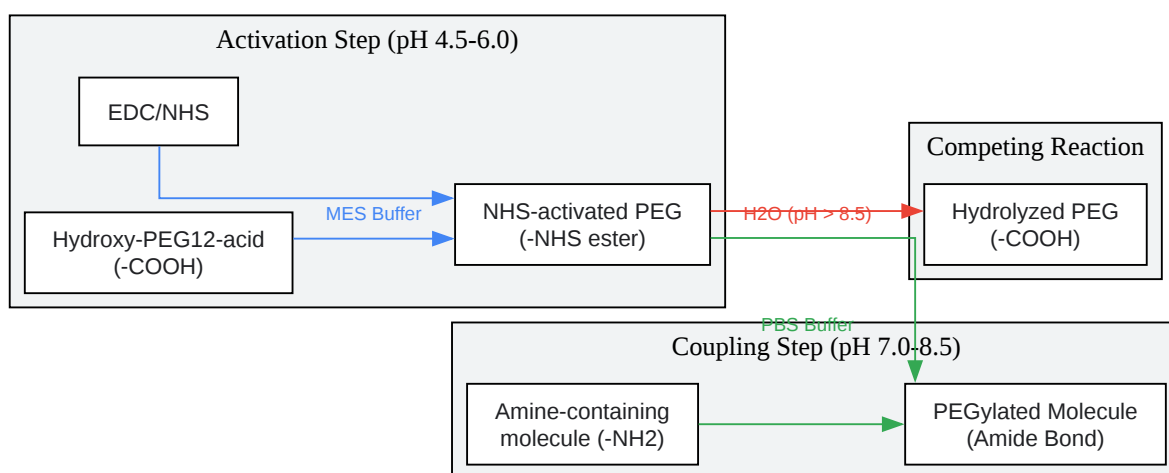 Activation Step (pH 4.5-6.0)
EDC/NHS
Hydroxy-PEG12-acid
(-COOH)
MES Buffer
NHS-activated PEG
(-NHS ester)
H2O (pH > 8.5)
Competing Reaction
Hydrolyzed PEG
(-COOH)
PBS Buffer
Coupling Step (pH 7.0-8.5)
Amine-containing
molecule (-NH2)
PEGylated Molecule
(Amide Bond)